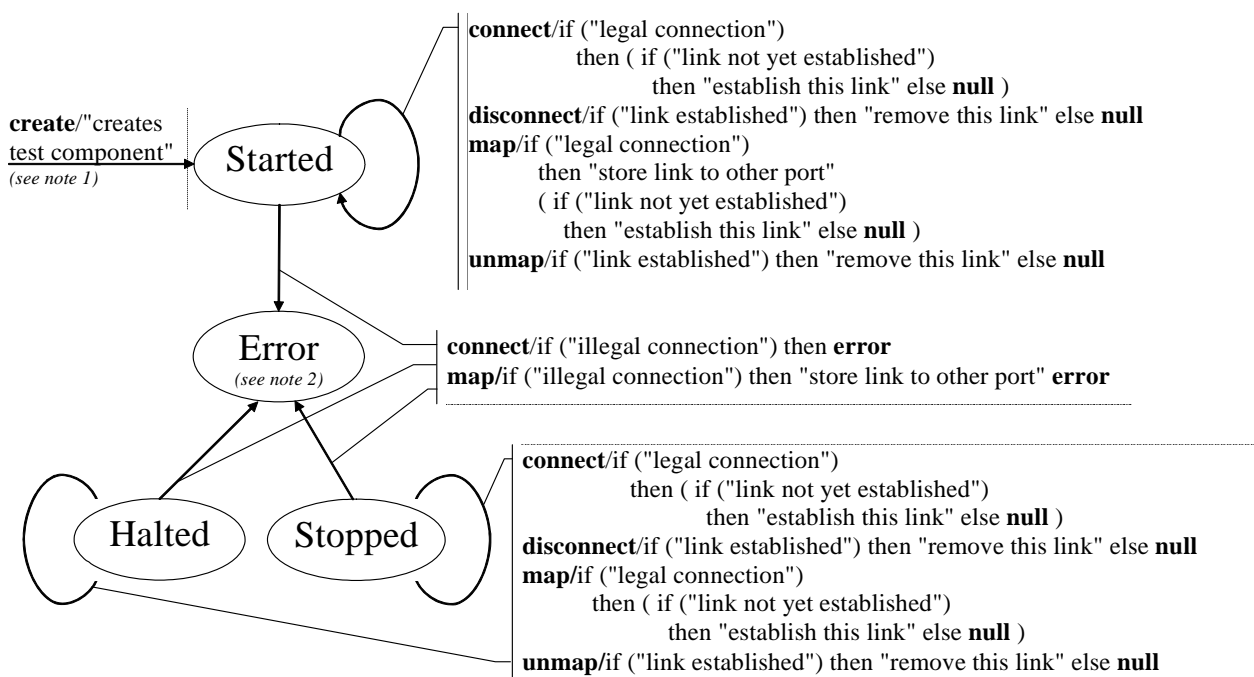 connect/if ("legal connection")
then ( if ("link not yet established")
then "establish this link" else null )
disconnect/if ("link established") then "remove this link" else null
map/if ("legal connection")
then "store link to other port"
( if ("link not yet established")
then "establish this link" else null )
unmap/if ("link established") then "remove this link" else null
create/"creates
test component"
(see note 1)
Started
Error
(see note 2)
connect/if ("illegal connection") then error
map/if ("illegal connection") then "store link to other port" error
Halted
Stopped
connect/if ("legal connection")
then ( if ("link not yet established")
then "establish this link" else null )
disconnect/if ("link established") then "remove this link" else null
map/if ("legal connection")
then ( if ("link not yet established")
then "establish this link" else null )
unmap/if ("link established") then "remove this link" else null